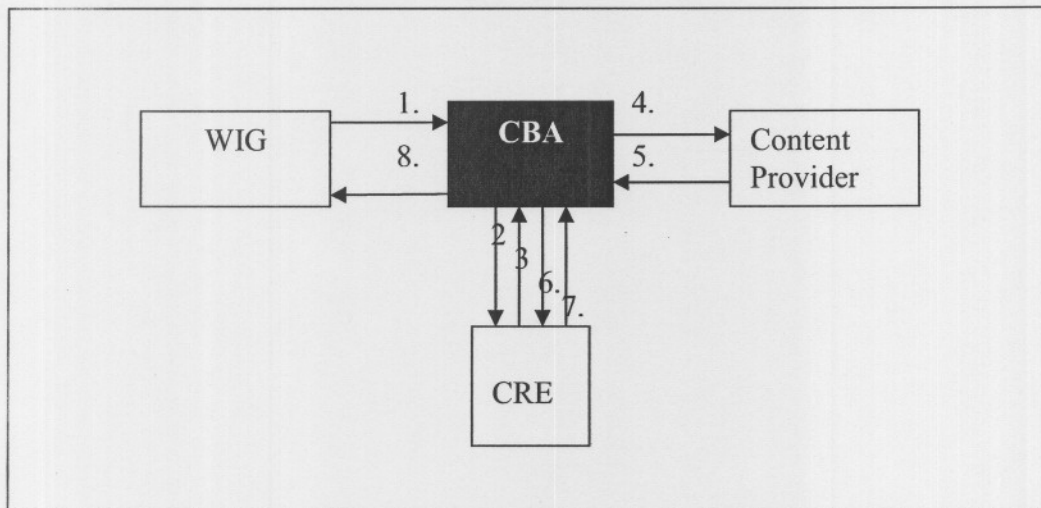 1.
4.
WIG
CBA
Content
Provider
8.
5.
2
3
6.
7.
CRE